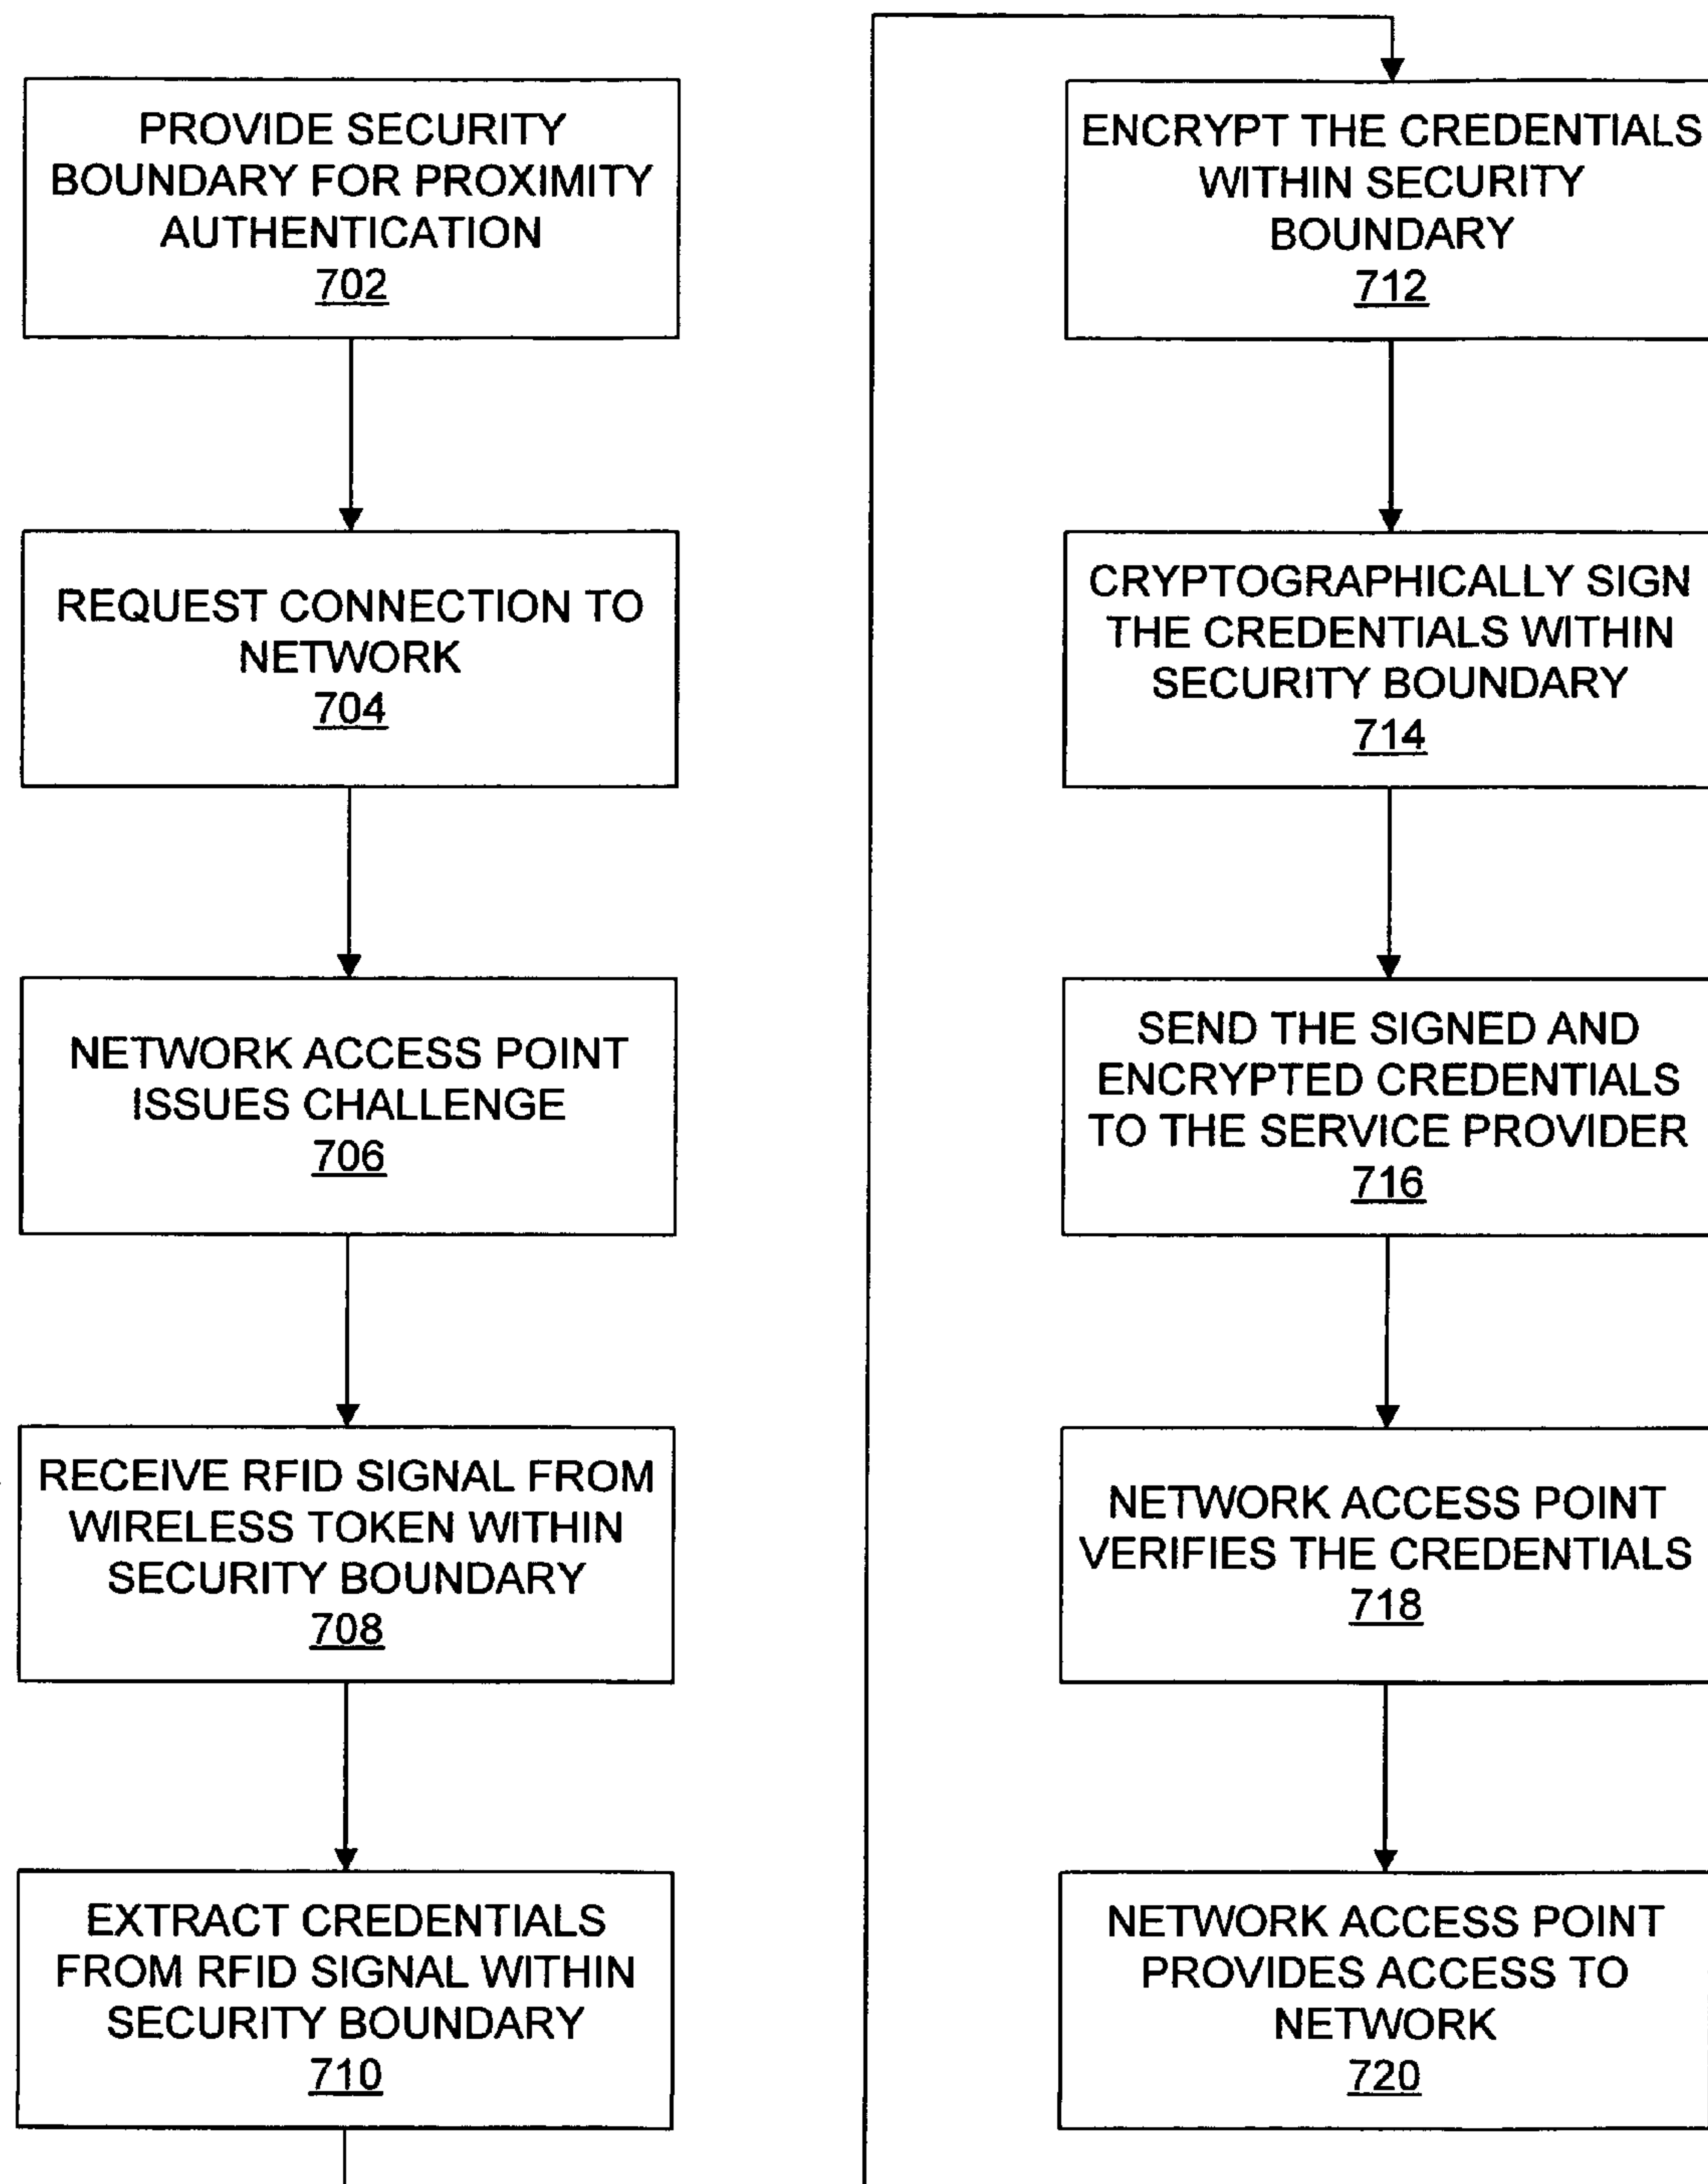 PROVIDE SECURITY
BOUNDARY FOR PROXIMITY
AUTHENTICATION
702
REQUEST CONNECTION TO
NETWORK
704
NETWORK ACCESS POINT
ISSUES CHALLENGE
706
RECEIVE RFID SIGNAL FROM
WIRELESS TOKEN WITHIN
SECURITY BOUNDARY
708
EXTRACT CREDENTIALS
FROM RFID SIGNAL WITHIN
SECURITY BOUNDARY
710
ENCRYPT THE CREDENTIALS
WITHIN SECURITY
BOUNDARY
712
CRYPTOGRAPHICALLY SIGN
THE CREDENTIALS WITHIN
SECURITY BOUNDARY
714
SEND THE SIGNED AND
ENCRYPTED CREDENTIALS
TO THE SERVICE PROVIDER
716
NETWORK ACCESS POINT
VERIFIES THE CREDENTIALS
718
NETWORK ACCESS POINT
PROVIDES ACCESS TO
NETWORK
720